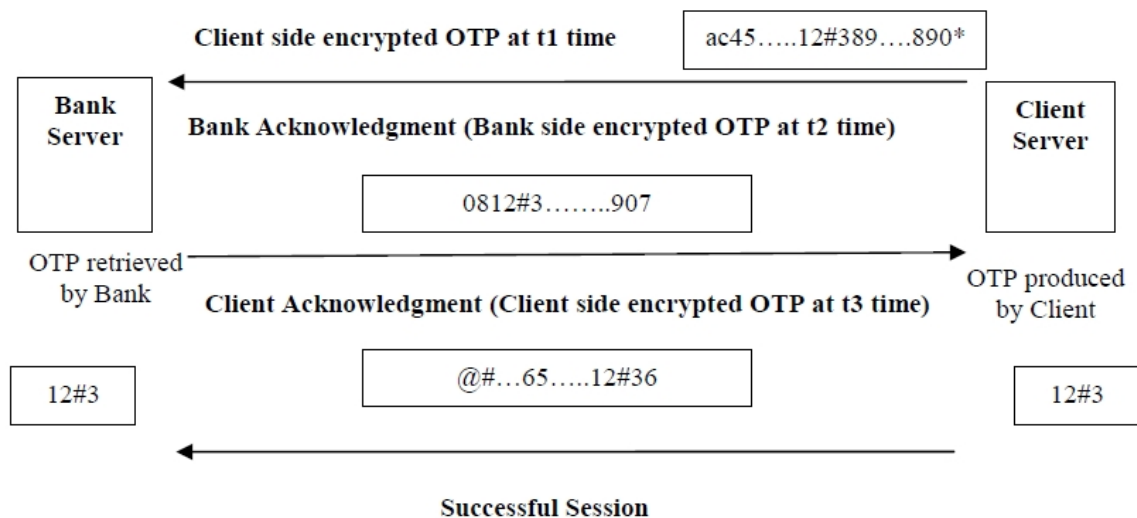 Client side encrypted OTP at t1 time
ac45…..12#389….890*
Bank
Server
Client
Server
Bank Acknowledgment (Bank side encrypted OTP at t2 time)
0812#3……..907
OTP retrieved
by Bank
OTP produced
by Client
Client Acknowledgment (Client side encrypted OTP at t3 time)
12#3
@#…65…..12#36
12#3
Successful Session